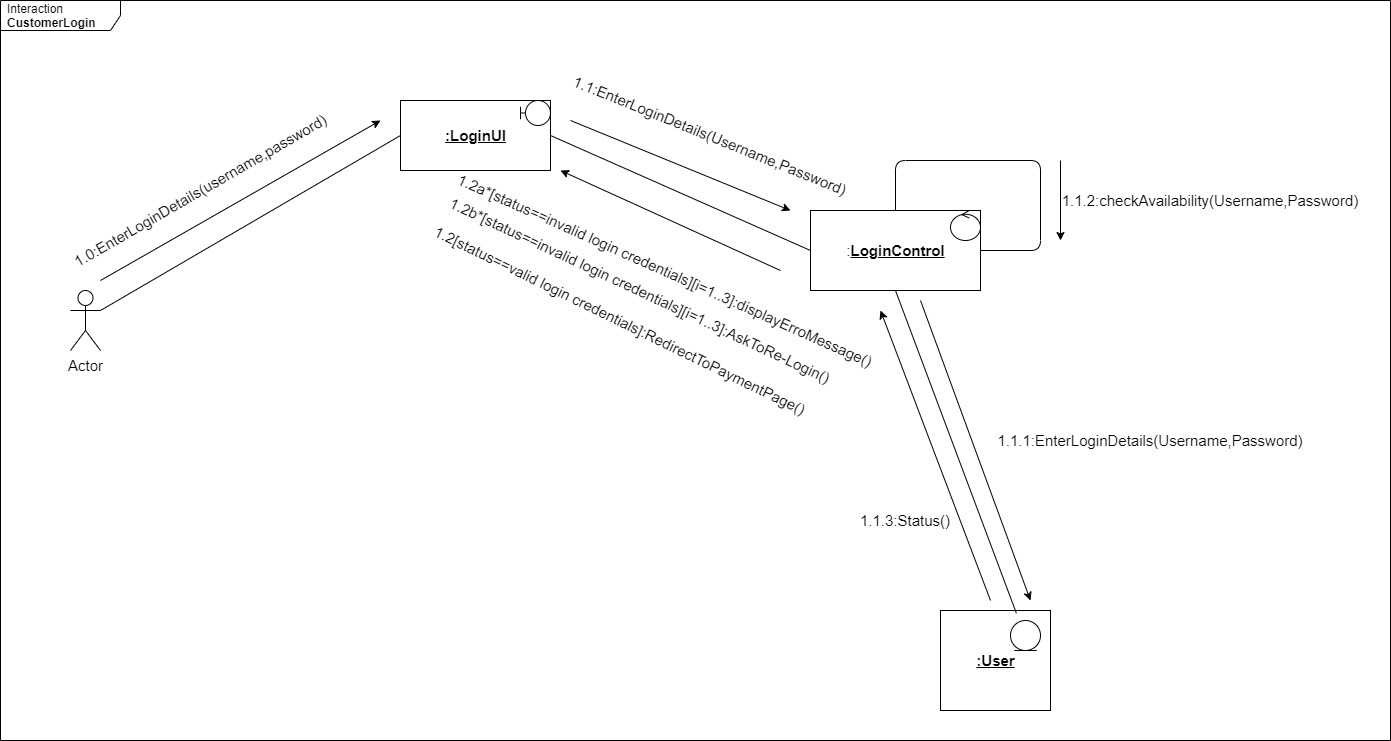 Interaction
CustomerLogin
1.0:EnterLoginDetails(username,password)
:LoginUI
1.1:EnterLoginDetails(Username,Password)
1.2a*[status==invalid login credentials][i=1..3]:displayErroMessage()
1.2b*[status==invalid login credentials][i=1..3]:AskToRe-Login()
1.2[status==valid login credentials]:RedirectToPaymentPage()
1.1.2:checkAvailability(Username,Password)
:LoginControl
Actor
1.1.1:EnterLoginDetails(Username,Password)
1.1.3:Status()
:User